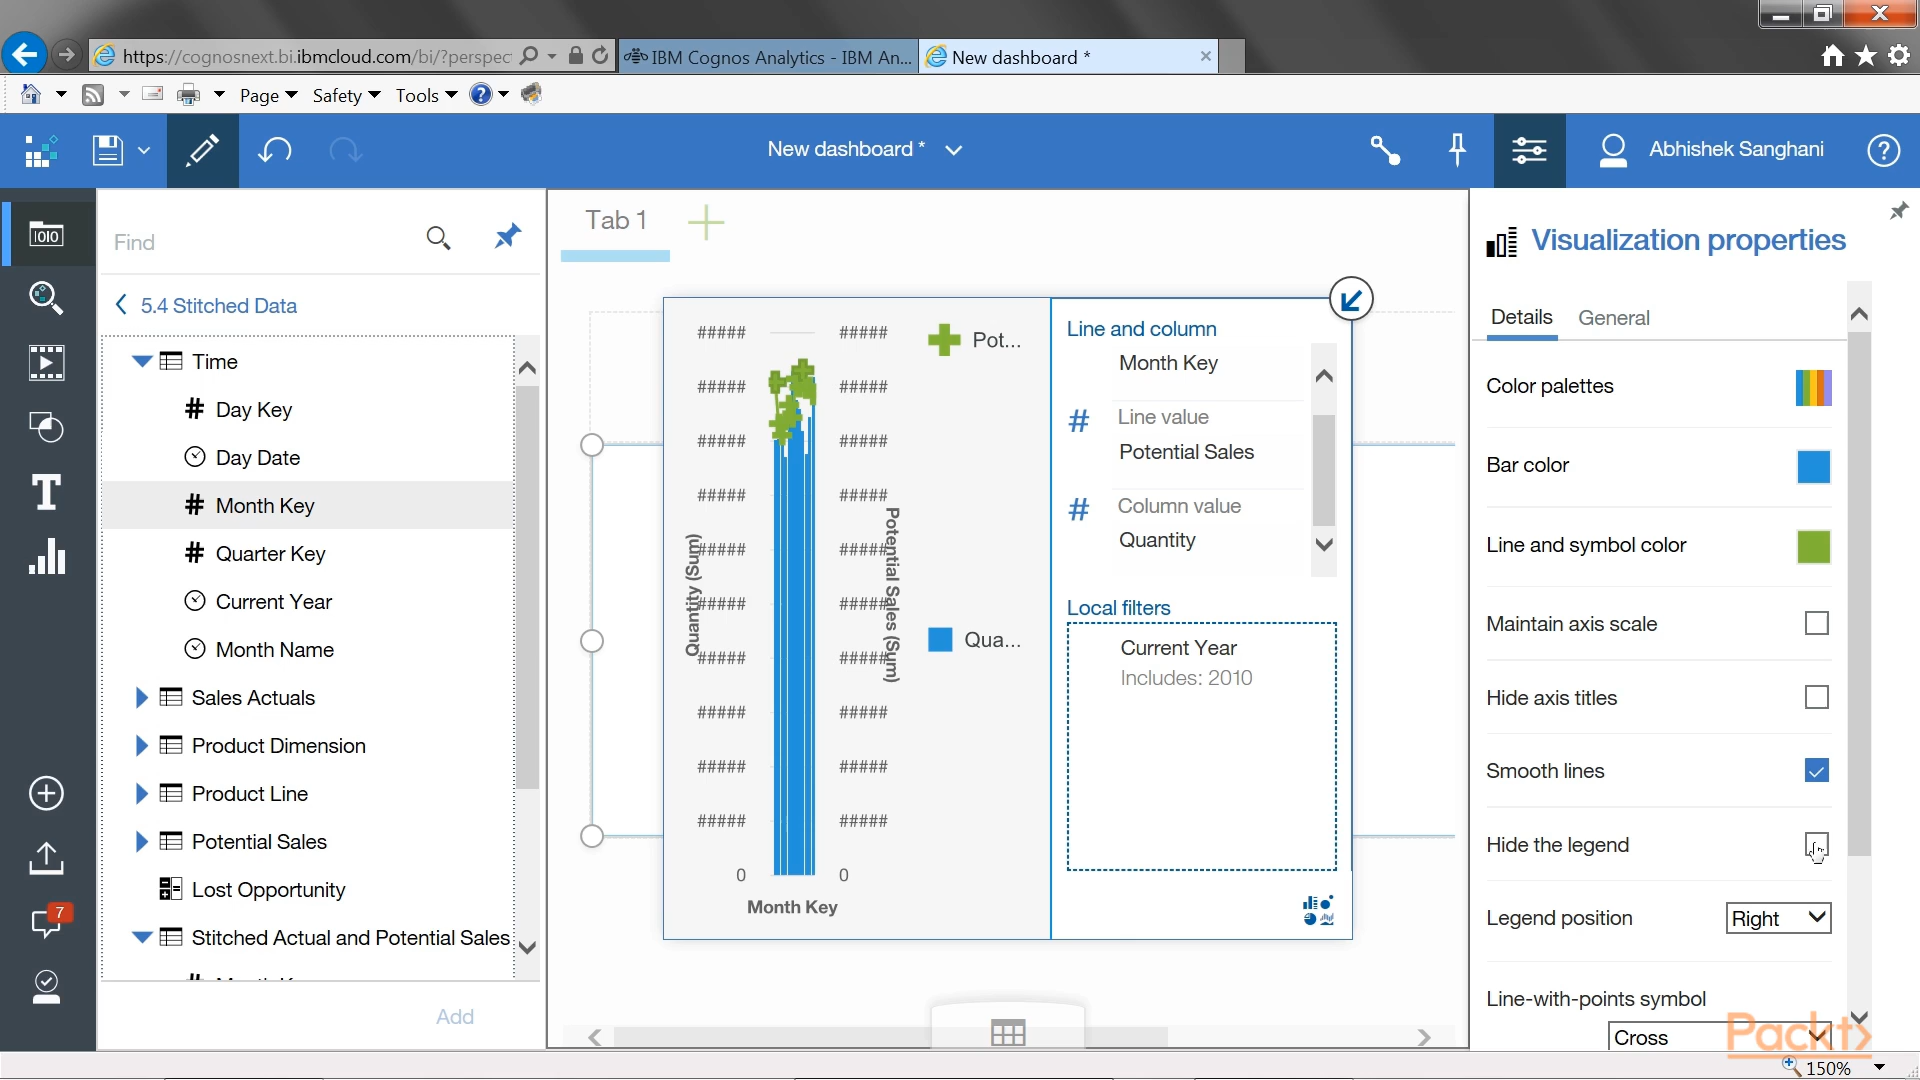 https://cognosnext.bi.ibmcloud.com/bi/?perspec
IBM Cognos Analytics - IBM An...
New dashboard *
Page
Safety
Tools
New dashboard *
Abhishek Sanghani
Find
5.4 Stitched Data
Time
# Day Key
Day Date
# Month Key
# Quarter Key
Current Year
Month Name
Sales Actuals
Product Dimension
Product Line
Potential Sales
Lost Opportunity
Stitched Actual and Potential Sales
7
Add
Tab 1
##### #####
##### #####
##### #####
##### #####
##### #####
##### #####
##### #####
##### #####
##### #####
##### #####
0 0
Quantity (Sum)
Potential Sales (Sum)
Month Key
Pot...
Qua...
Line and column
Month Key
# Line value
Potential Sales
# Column value
Quantity
Local filters
Current Year
Includes: 2010
Visualization properties
Details General
Color palettes
Bar color
Line and symbol color
Maintain axis scale
Hide axis titles
Smooth lines
Hide the legend
Legend position Right
Line-with-points symbol
Cross
Packt>
150%